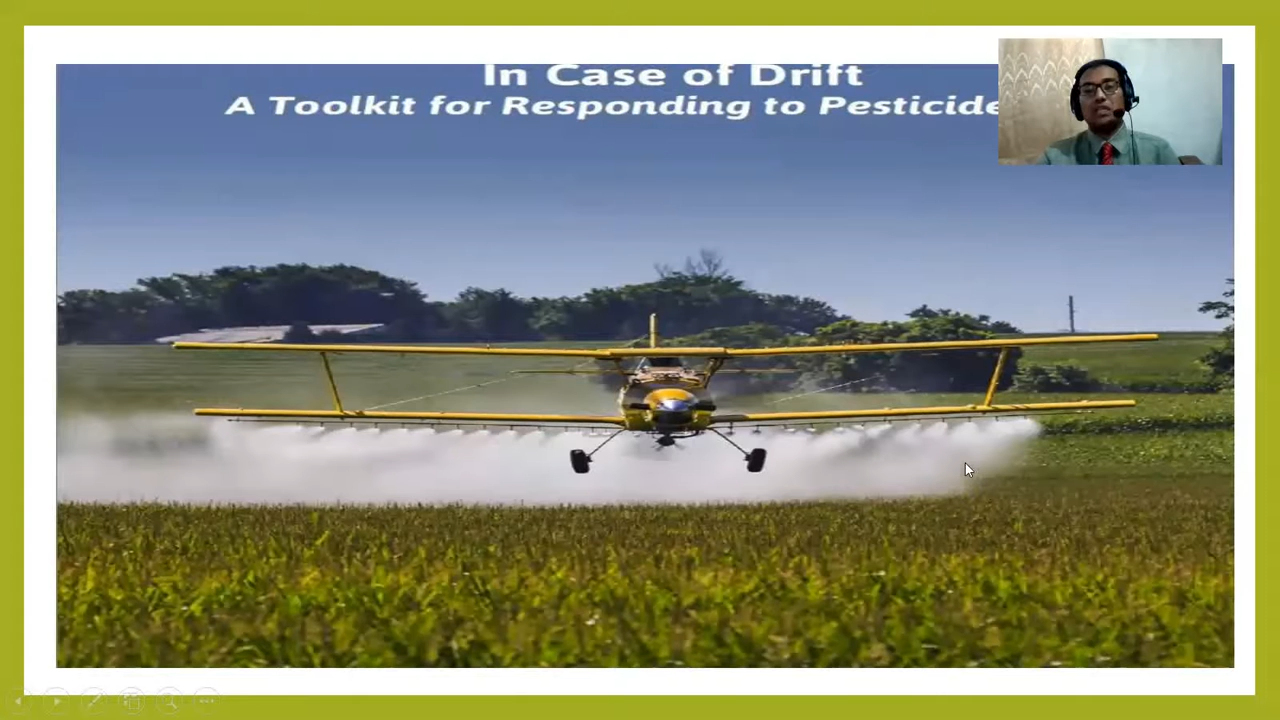 In Case of Drift
A Toolkit for Responding to Pesticide